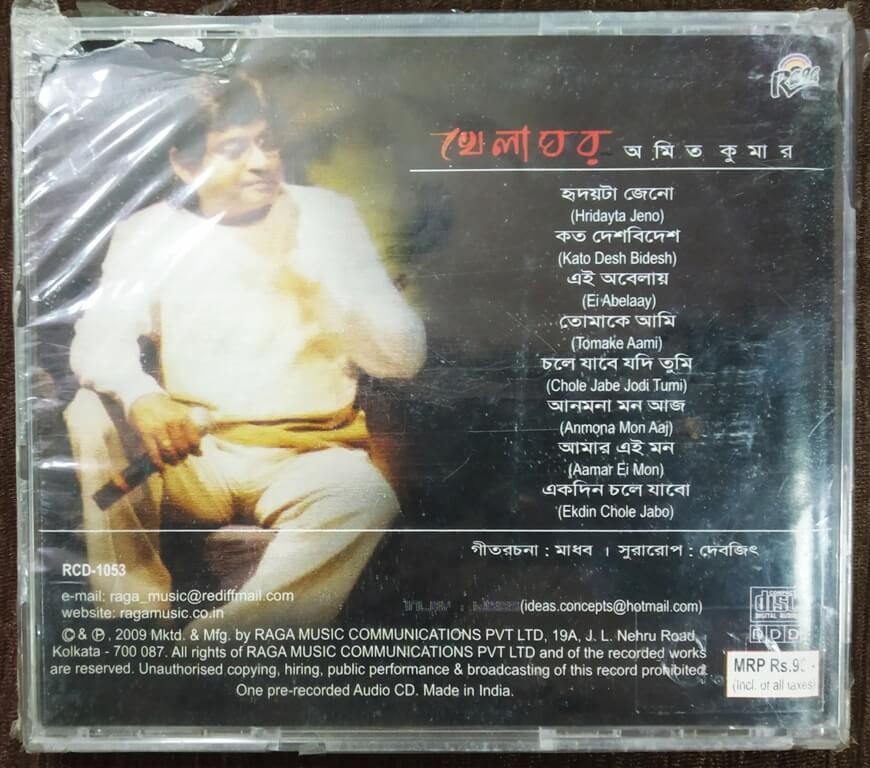 Raga
খেলাঘর অমিত কুমার
হৃদয়টা জেনো
(Hridayta Jeno)
কত দেশবিদেশ
(Kato Desh Bidesh)
এই অবেলায়
(Ei Abelaay)
তোমাকে আমি
(Tomake Aami)
চলে যাবে যদি তুমি
(Chole Jabe Jodi Tumi)
আনমনা মন আজ
(Anmona Mon Aaj)
আমার এই মন
(Aamar Ei Mon)
একদিন চলে যাবো
(Ekdin Chole Jabo)
গীতরচনা : মাধব । সুরারোপ : দেবজিৎ
RCD-1053
e-mail: raga_music@rediffmail.com
website: ragamusic.co.in
(ideas.concepts@hotmail.com)
COMPACT
disc
DIGITAL AUDIO
DDD
© & ℗, 2009 Mktd. & Mfg. by RAGA MUSIC COMMUNICATIONS PVT LTD, 19A, J. L. Nehru Road,
Kolkata - 700 087. All rights of RAGA MUSIC COMMUNICATIONS PVT LTD and of the recorded works
are reserved. Unauthorised copying, hiring, public performance & broadcasting of this record prohibited.
One pre-recorded Audio CD. Made in India.
MRP Rs.
(Incl. of all taxes)